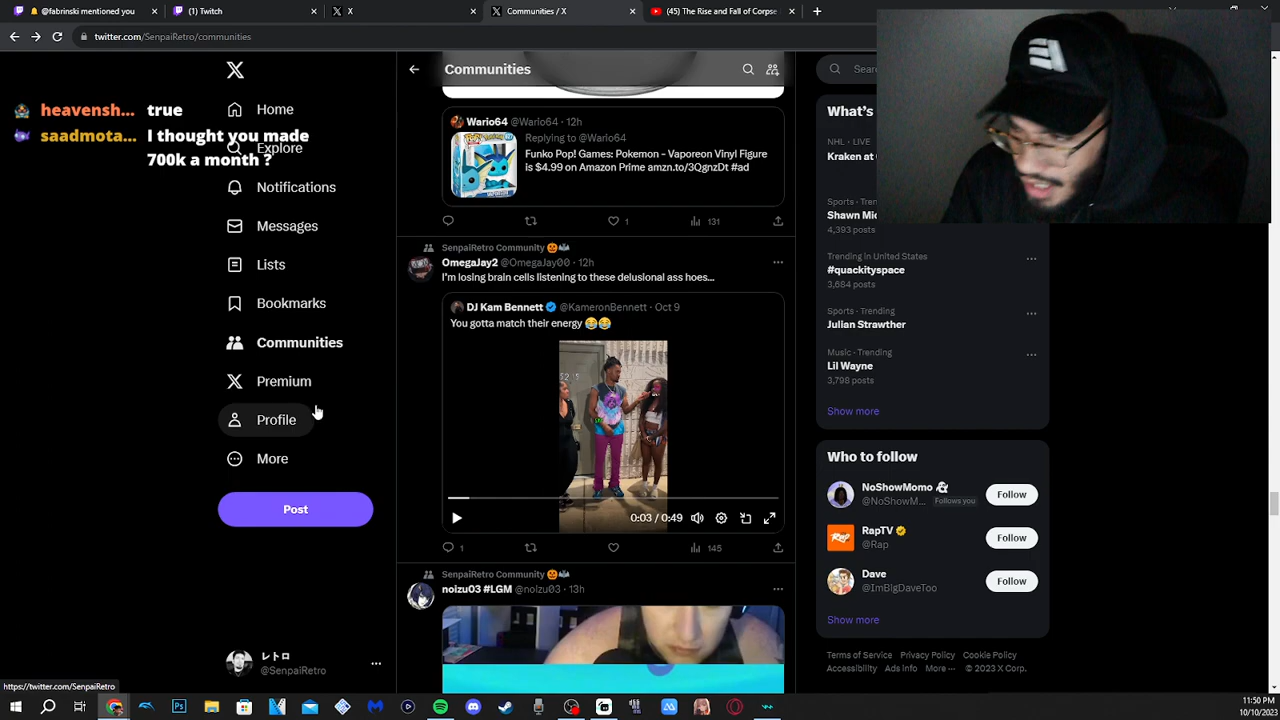 @fabrinski mentioned you
Twitch
X
Communities / X
(45) The Rise and Fall of Corpse
twitter.com/SenpaiRetro/communities
heavensh... true
saadmota... I thought you made
700k a month ?
Home
Explore
Notifications
Messages
Lists
Bookmarks
Communities
Premium
Profile
More
Post
レトロ
@SenpaiRetro
https://twitter.com/SenpaiRetro
Communities
Wario64 @Wario64 · 12h
Replying to @Wario64
Funko Pop! Games: Pokemon - Vaporeon Vinyl Figure
is $4.99 on Amazon Prime amzn.to/3QgnzDt #ad
1
131
SenpaiRetro Community 🎃🦇
OmegaJay2 @OmegaJay00 · 12h
I'm losing brain cells listening to these delusional ass hoes...
DJ Kam Bennett @KameronBennett · Oct 9
You gotta match their energy 😂😂
0:03 / 0:49
1
145
SenpaiRetro Community 🎃🦇
noizu03 #LGM @noizu03 · 13h
What's
NHL · LIVE
Kraken at
Sports · Tren
Shawn Mic
4,393 posts
Trending in United States
#quackityspace
3,684 posts
Sports · Trending
Julian Strawther
Music · Trending
Lil Wayne
3,798 posts
Show more
Who to follow
NoShowMomo 👻
@NoShowM... Follows you
Follow
RapTV
@Rap
Follow
Dave
@ImBigDaveToo
Follow
Show more
Terms of Service Privacy Policy Cookie Policy
Accessibility Ads info More ··· © 2023 X Corp.
11:50 PM
10/10/2023